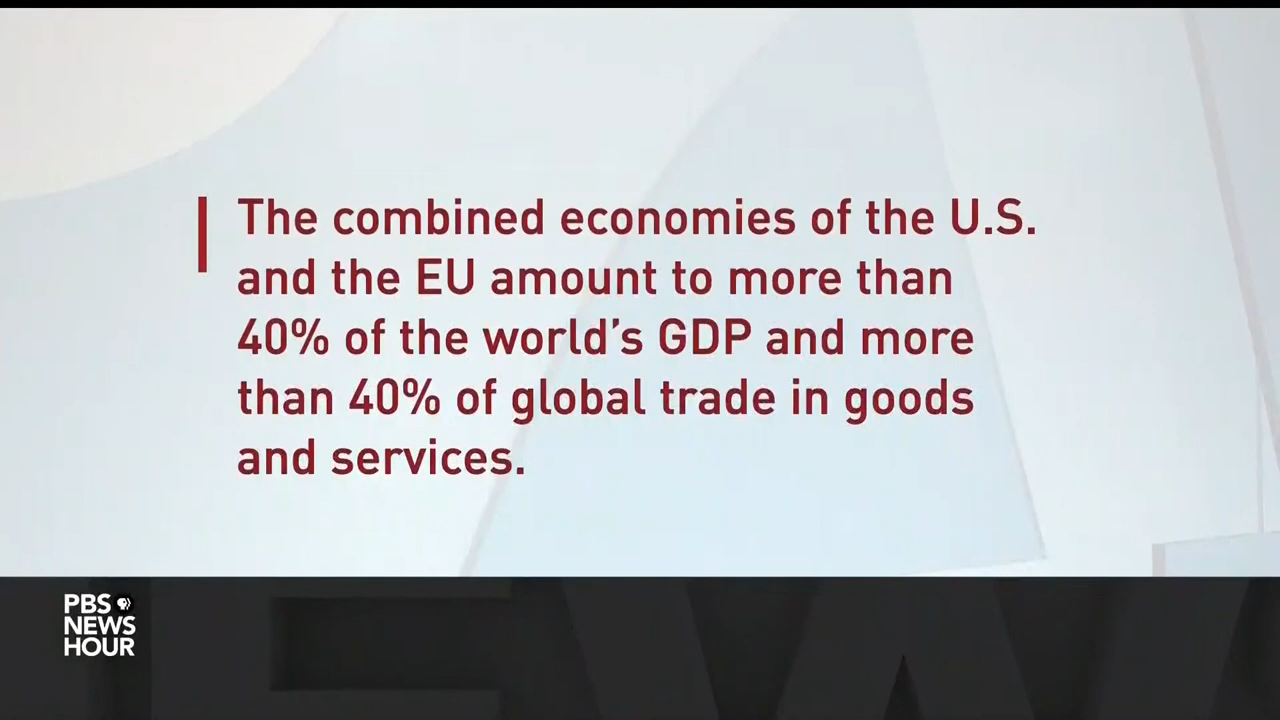 The combined economies of the U.S.
and the EU amount to more than
40% of the world’s GDP and more
than 40% of global trade in goods
and services.
PBS
NEWS
HOUR